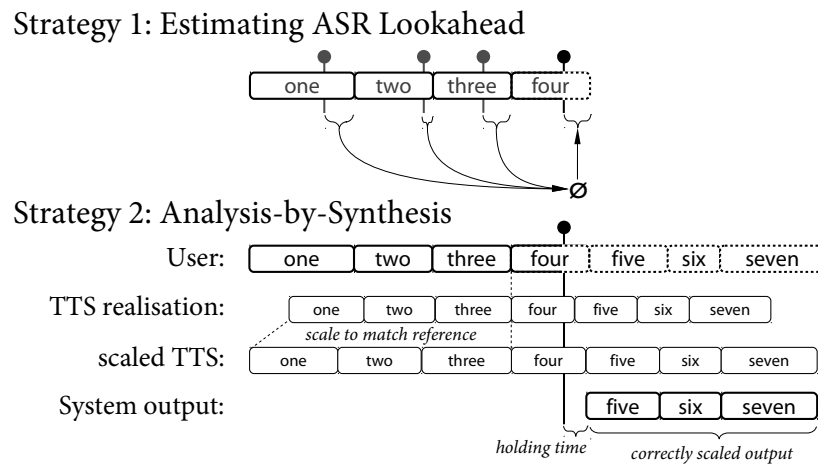 Strategy 1: Estimating ASR Lookahead
one two three four
ø
Strategy 2: Analysis-by-Synthesis
User: one two three four five six seven
TTS realisation: one two three four five six seven
scale to match reference
scaled TTS: one two three four five six seven
System output: five six seven
holding time correctly scaled output